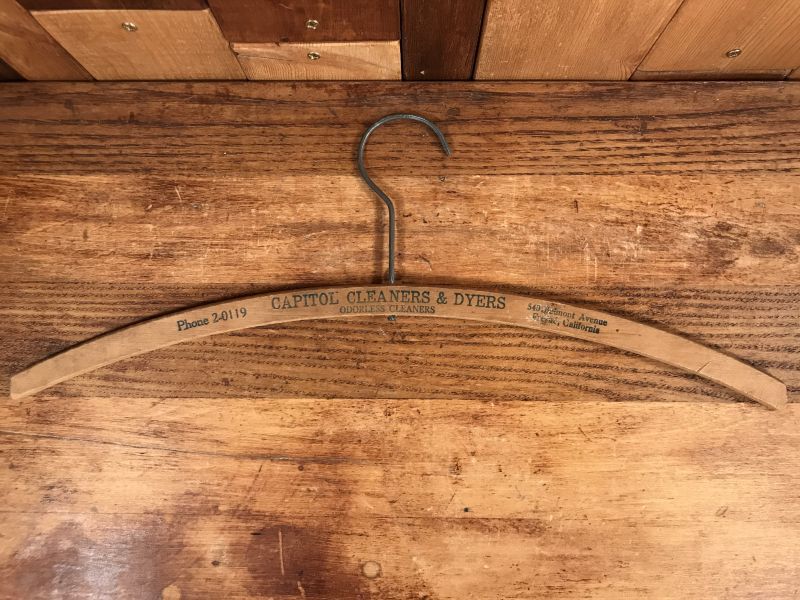 Phone 2-0119
CAPITOL CLEANERS & DYERS
ODORLESS CLEANERS
Avenue
California